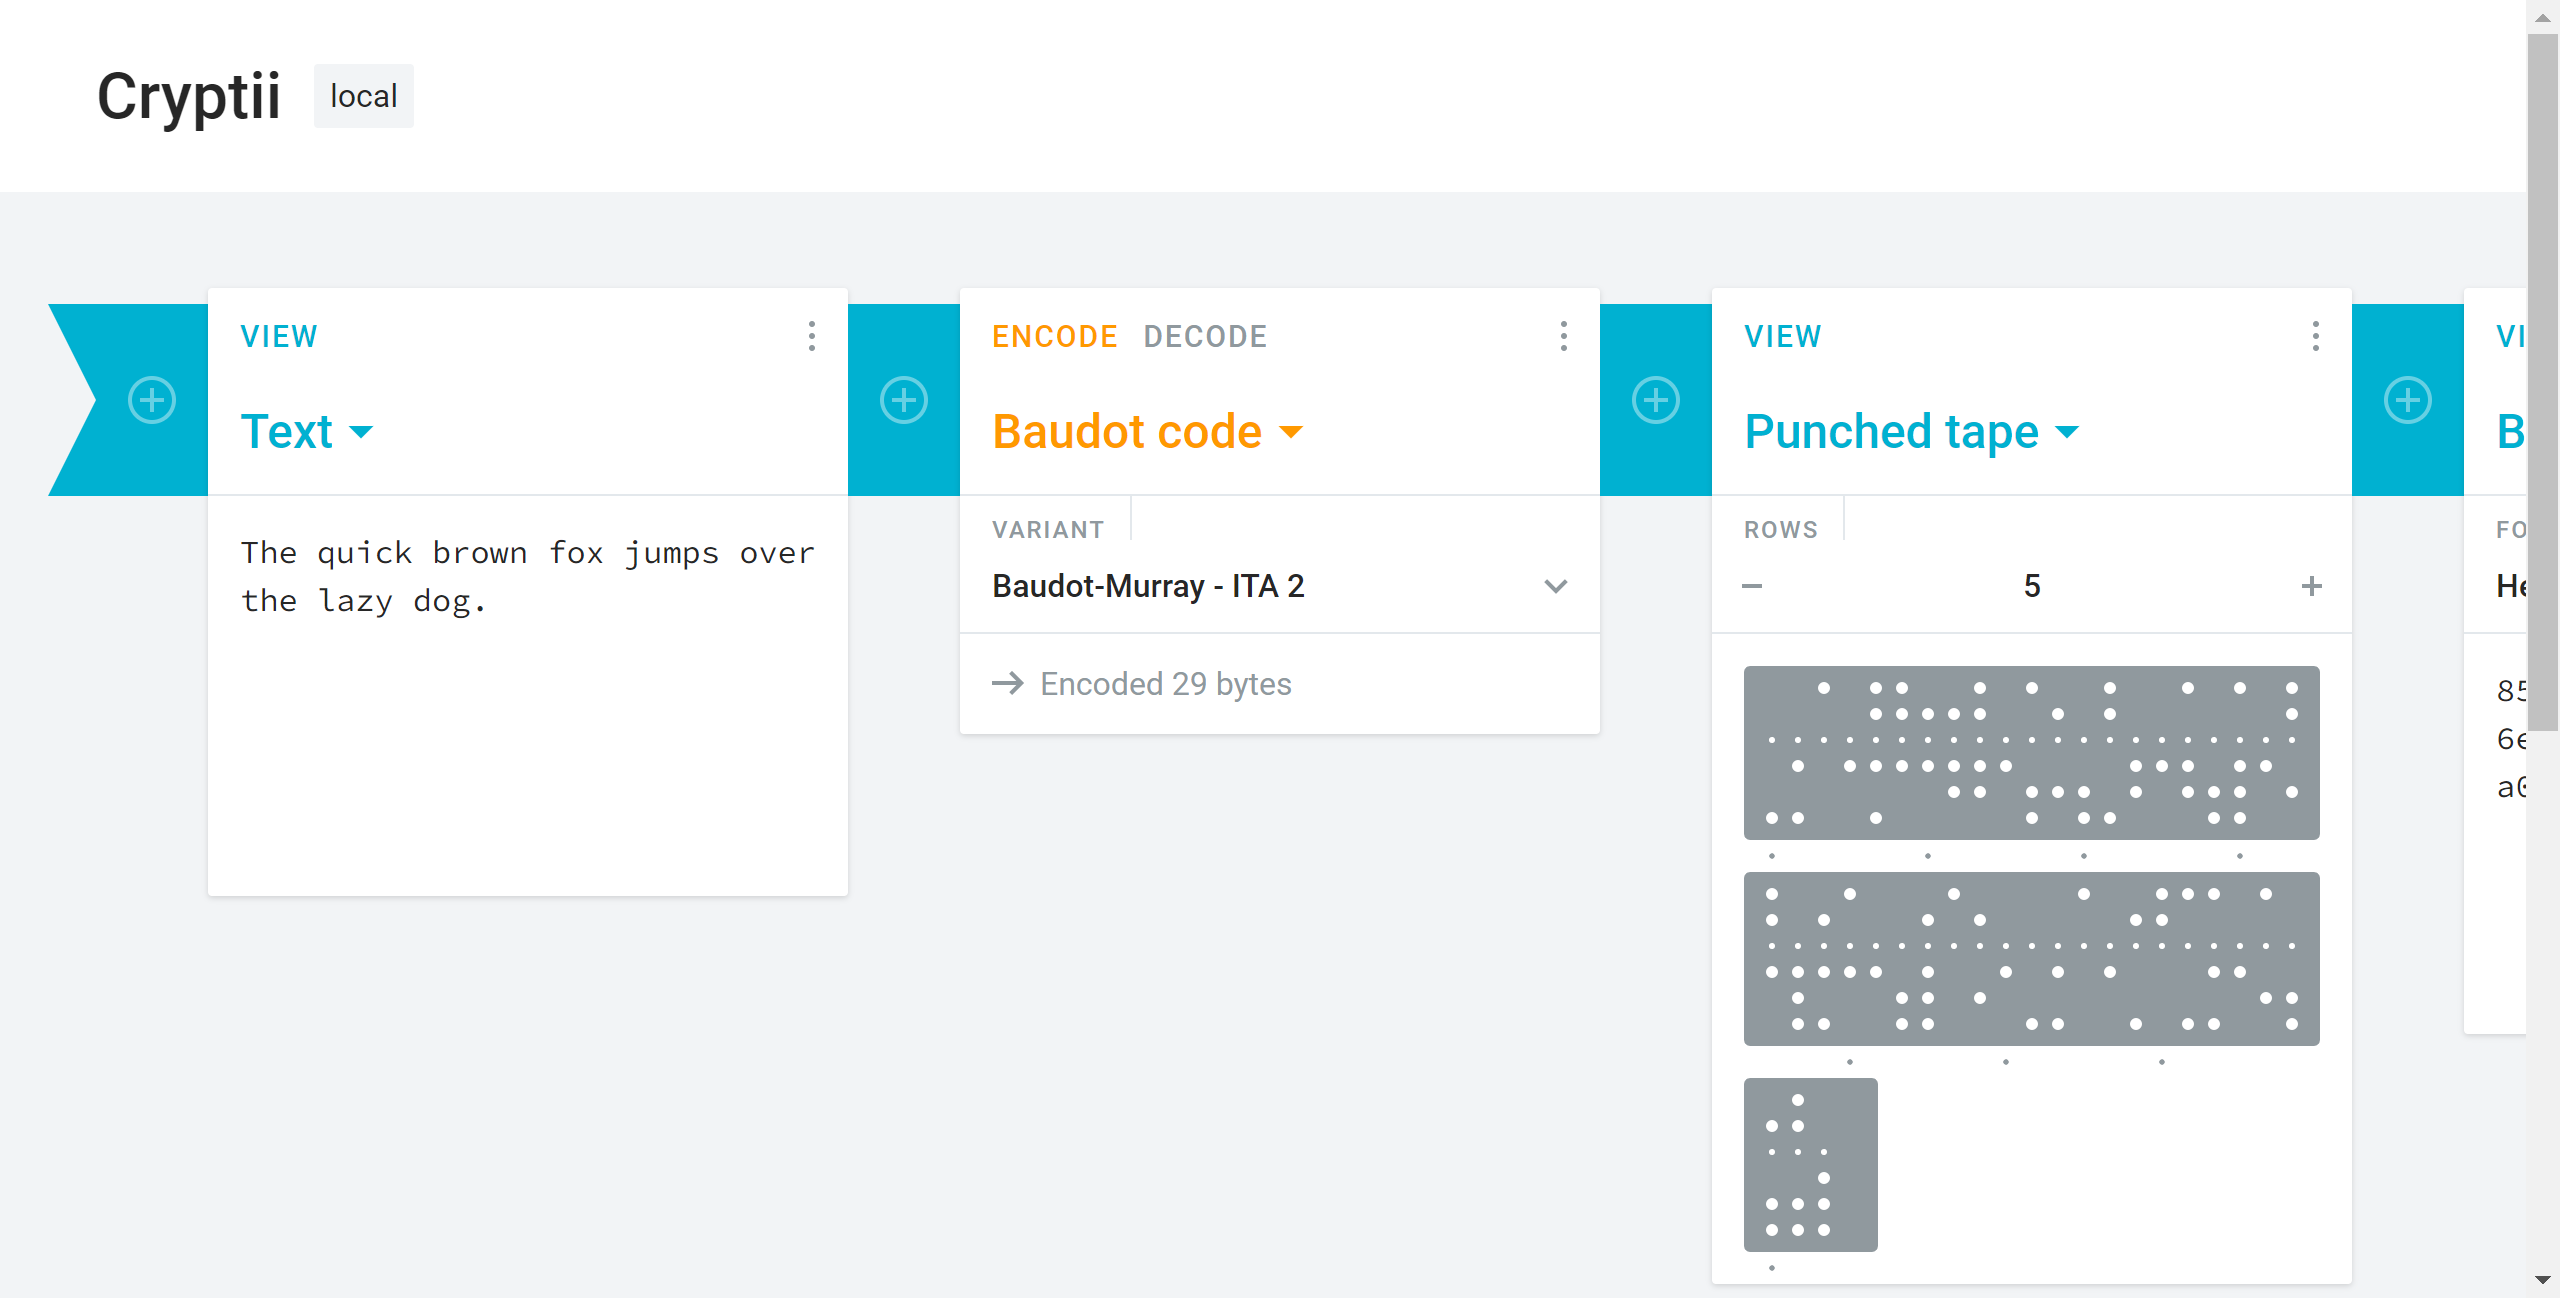 Cryptii local
VIEW
Text
The quick brown fox jumps over
the lazy dog.
ENCODE DECODE
Baudot code
VARIANT
Baudot-Murray - ITA 2
Encoded 29 bytes
VIEW
Punched tape
ROWS
5
VI
B
FO
He
85
6e
a0